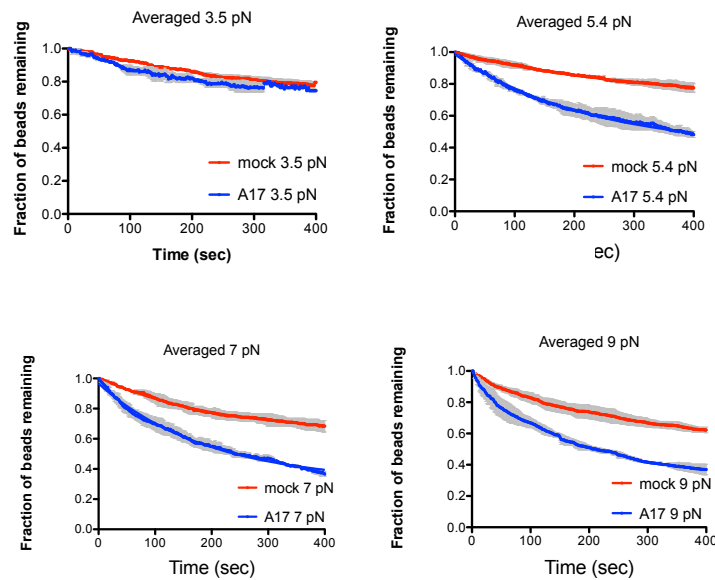 Averaged 3.5 pN
Fraction of beads remaining
1.0
0.8
0.6
0.4
0.2
0.0
mock 3.5 pN
A17 3.5 pN
0 100 200 300 400
Time (sec)
Averaged 5.4 pN
Fraction of beads remaining
1.0
0.8
0.6
0.4
0.2
0.0
mock 5.4 pN
A17 5.4 pN
0 100 200 300 400
ec)
Averaged 7 pN
Fraction of beads remaining
1.0
0.8
0.6
0.4
0.2
0.0
mock 7 pN
A17 7 pN
0 100 200 300 400
Time (sec)
Averaged 9 pN
Fraction of beads remaining
1.0
0.8
0.6
0.4
0.2
0.0
mock 9 pN
A17 9 pN
0 100 200 300 400
Time (sec)